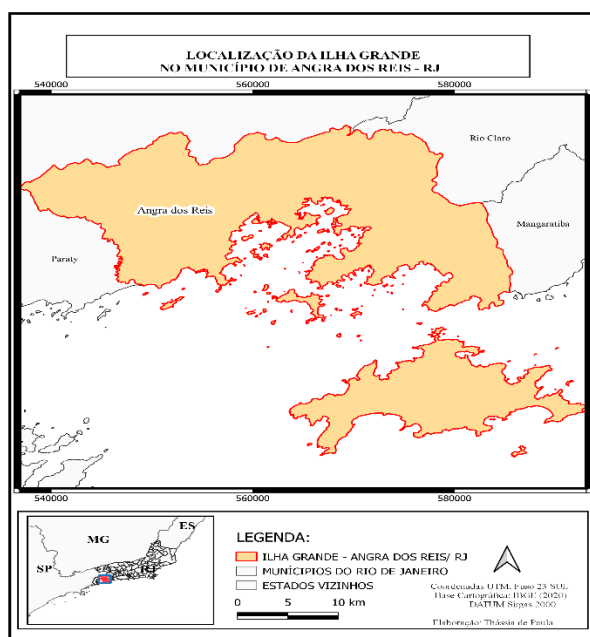 LOCALIZAÇÃO DA ILHA GRANDE
NO MUNICÍPIO DE ANGRA DOS REIS - RJ
540000 560000 580000
Rio Claro
Angra dos Reis
Mangaratiba
Paraty
540000 560000 580000
ES
MG
SP
RJ
LEGENDA:
ILHA GRANDE - ANGRA DOS REIS/ RJ
MUNÍCÍPIOS DO RIO DE JANEIRO
ESTADOS VIZINHOS
0 5 10 km
Coordenadas UTM. Fuso 23 SUL
Base Cartográfica: IBGE (2020)
DATUM Sirgas 2000
Elaboração: Thássia de Paula